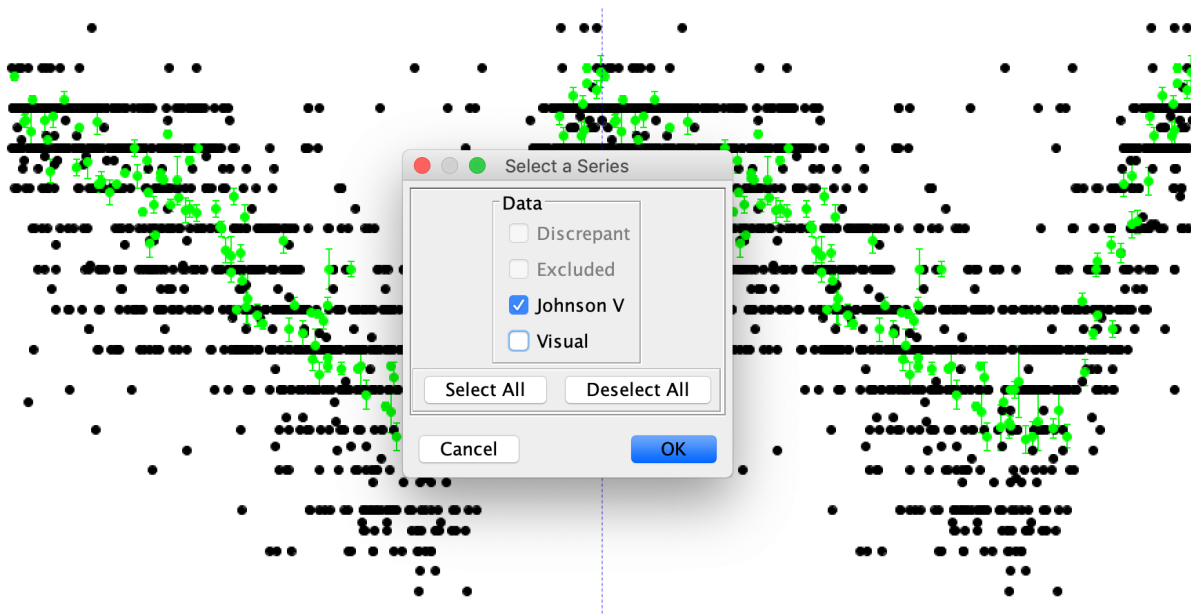 Select a Series
Data
Discrepant
Excluded
Johnson V
Visual
Select All Deselect All
Cancel OK